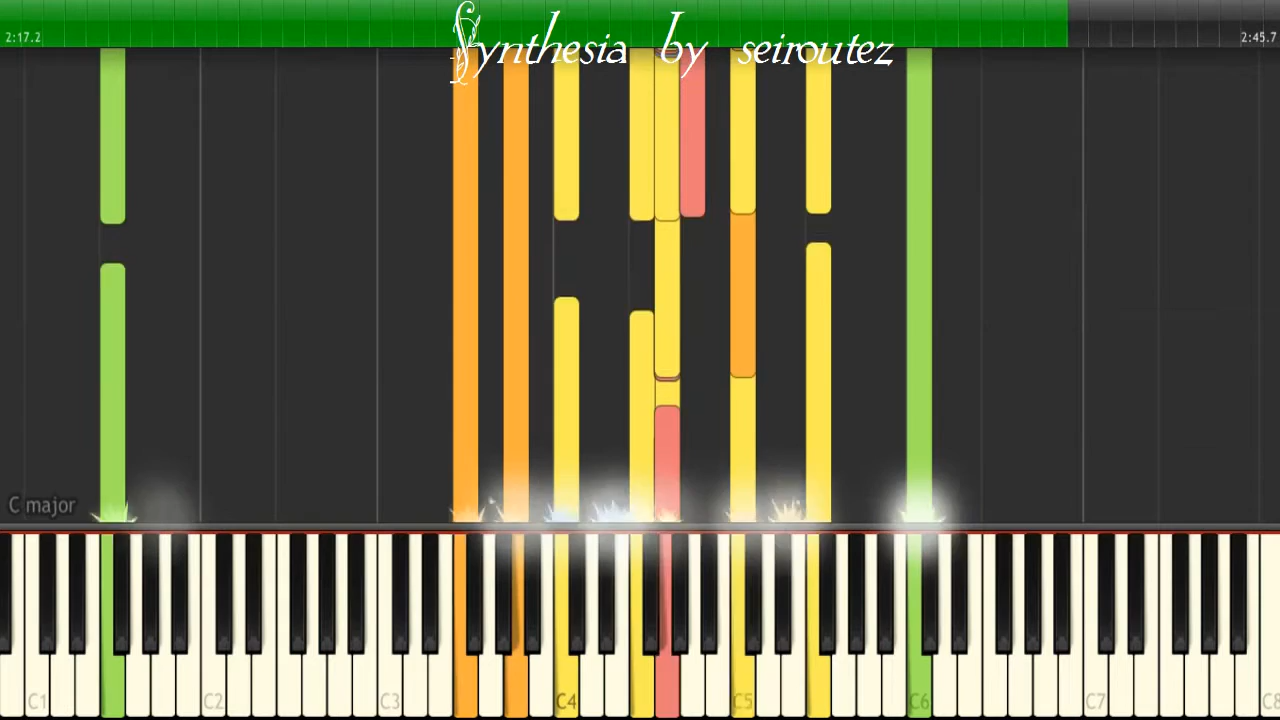 Synthesia by seiroutez
2:17.2
2:45.7
C major
C1
C2
C3
C4
C5
C6
C7
C8